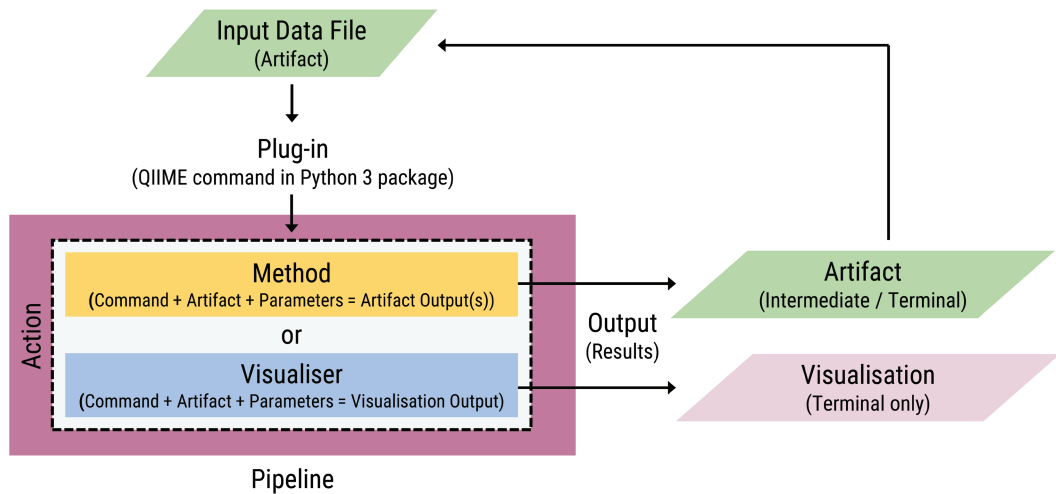 Input Data File
(Artifact)
Plug-in
(QIIME command in Python 3 package)
Action
Method
(Command + Artifact + Parameters = Artifact Output(s))
or
Visualiser
(Command + Artifact + Parameters = Visualisation Output)
Pipeline
Output
(Results)
Artifact
(Intermediate / Terminal)
Visualisation
(Terminal only)